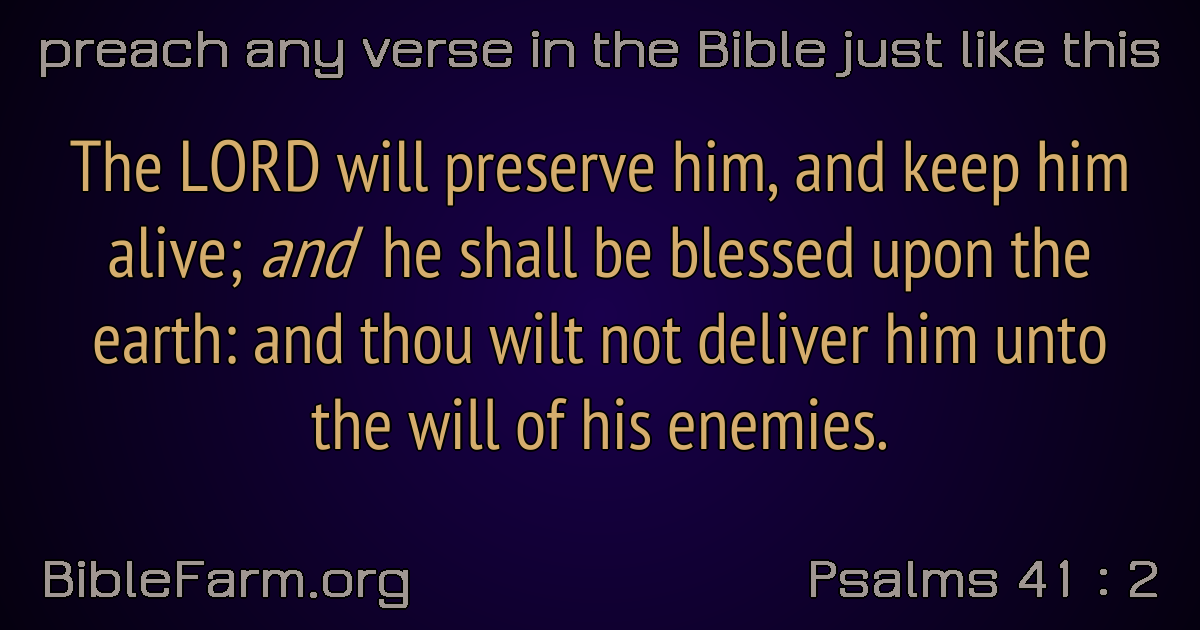 preach any verse in the Bible just like this
The LORD will preserve him, and keep him
alive; and he shall be blessed upon the
earth: and thou wilt not deliver him unto
the will of his enemies.
BibleFarm.org
Psalms 41 : 2